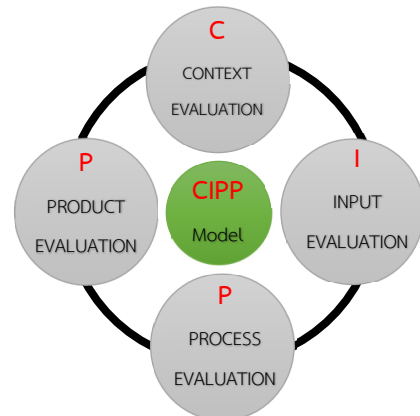 C
CONTEXT
EVALUATION
I
INPUT
EVALUATION
P
PROCESS
EVALUATION
P
PRODUCT
EVALUATION
CIPP
Model